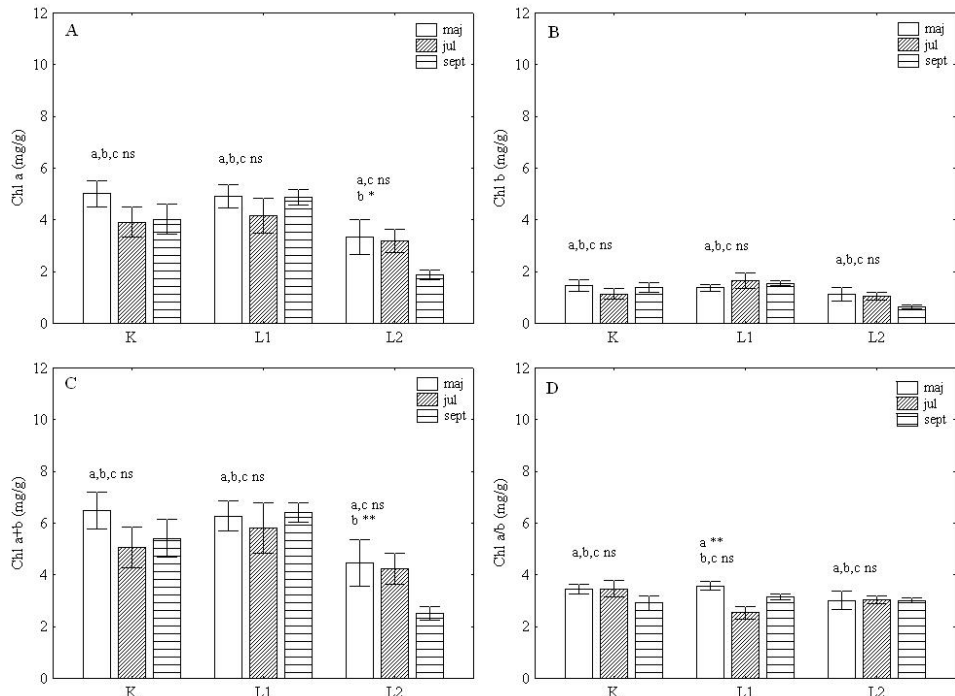 A
12
10
8
6
4
2
0
Chl a (mg/g)
maj
jul
sept
a,b,c ns
a,b,c ns
a,c ns
b *
K
L1
L2
B
12
10
8
6
4
2
0
Chl b (mg/g)
maj
jul
sept
a,b,c ns
a,b,c ns
a,b,c ns
K
L1
L2
C
12
10
8
6
4
2
0
Chl a+b (mg/g)
maj
jul
sept
a,b,c ns
a,b,c ns
a,c ns
b **
K
L1
L2
D
12
10
8
6
4
2
0
Chl a/b (mg/g)
maj
jul
sept
a,b,c ns
a **
b,c ns
a,b,c ns
K
L1
L2